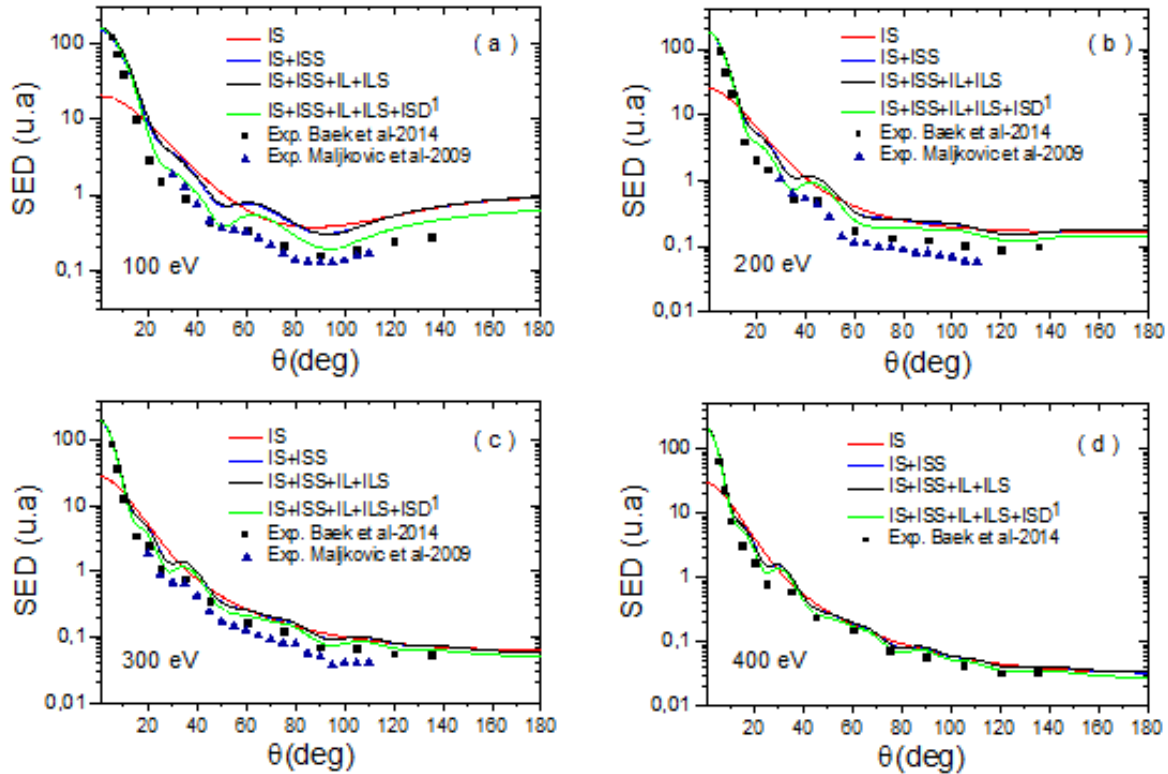 SED (u.a)
100
10
1
0,1
20 40 60 80 100 120 140 160 180
θ(deg)
IS
IS+ISS
IS+ISS+IL+ILS
IS+ISS+IL+ILS+ISD¹
Exp. Baek et al-2014
Exp. Maljkovic et al-2009
( a )
100 eV
SED (u.a)
100
10
1
0,1
0,01
20 40 60 80 100 120 140 160 180
θ(deg)
IS
IS+ISS
IS+ISS+IL+ILS
IS+ISS+IL+ILS+ISD¹
Exp. Baek et al-2014
Exp. Maljkovic et al-2009
( b )
200 eV
SED (u.a)
100
10
1
0,1
0,01
20 40 60 80 100 120 140 160 180
θ(deg)
IS
IS+ISS
IS+ISS+IL+ILS
IS+ISS+IL+ILS+ISD¹
Exp. Baek et al-2014
Exp. Maljkovic et al-2009
( c )
300 eV
SED (u.a)
100
10
1
0,1
0,01
20 40 60 80 100 120 140 160 180
θ(deg)
IS
IS+ISS
IS+ISS+IL+ILS
IS+ISS+IL+ILS+ISD¹
Exp. Baek et al-2014
( d )
400 eV